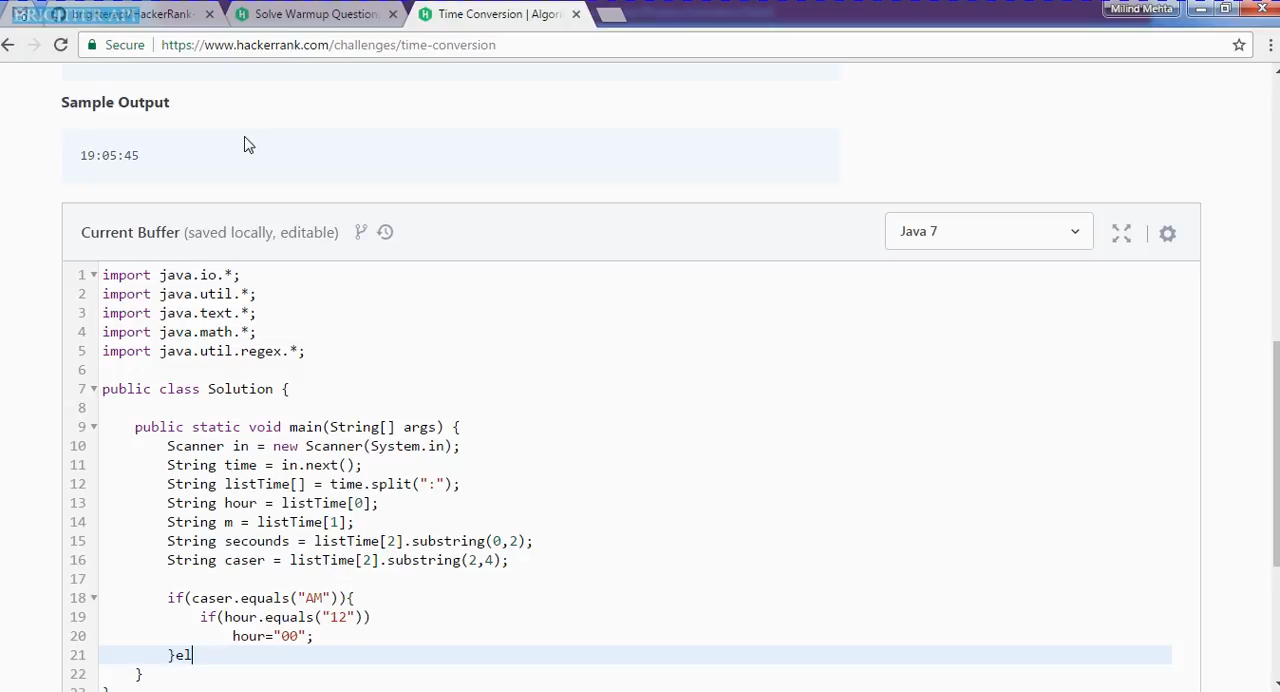 HackerRank
Solve Warmup Question
Time Conversion | Algori
Milind Mehta
Secure
https://www.hackerrank.com/challenges/time-conversion
Sample Output
19:05:45
Current Buffer (saved locally, editable)
Java 7
1 import java.io.*;
2 import java.util.*;
3 import java.text.*;
4 import java.math.*;
5 import java.util.regex.*;
6
7 public class Solution {
8
9 public static void main(String[] args) {
10 Scanner in = new Scanner(System.in);
11 String time = in.next();
12 String listTime[] = time.split(":");
13 String hour = listTime[0];
14 String m = listTime[1];
15 String secounds = listTime[2].substring(0,2);
16 String caser = listTime[2].substring(2,4);
17
18 if(caser.equals("AM")){
19 if(hour.equals("12"))
20 hour="00";
21 }el
22 }
23 }